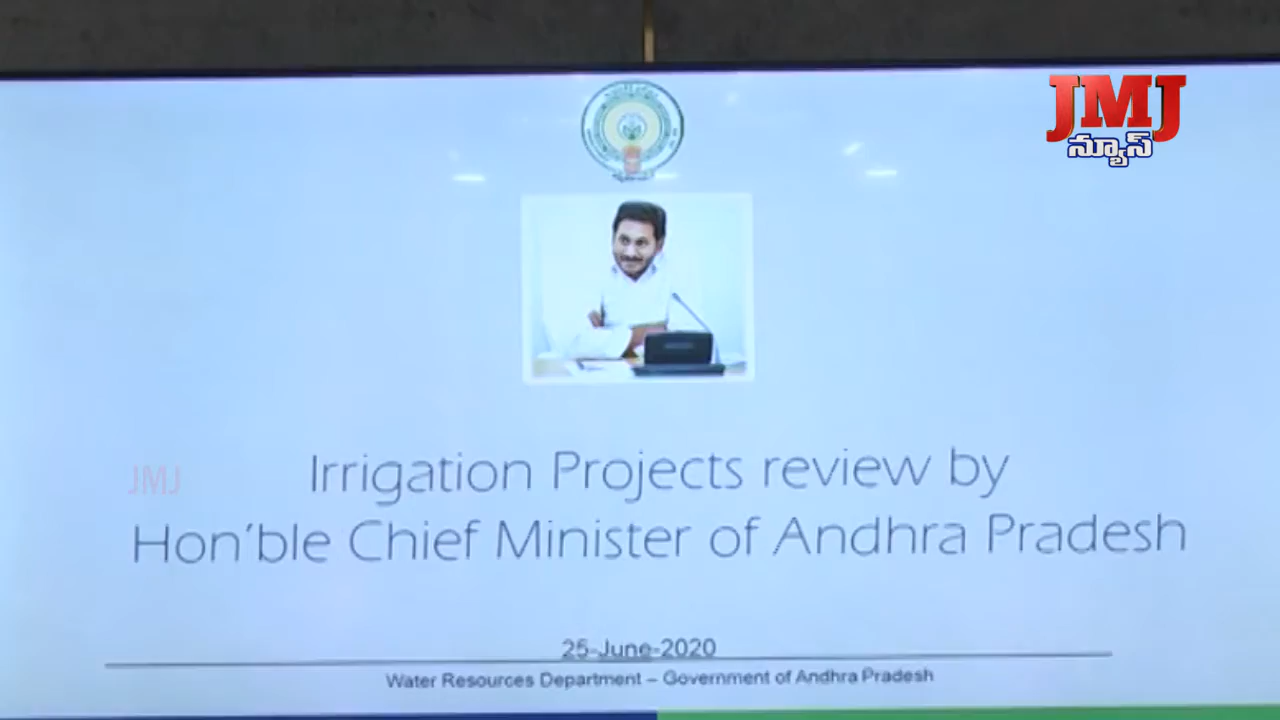 JMJ
న్యూస్
JMJ
Irrigation Projects review by
Hon'ble Chief Minister of Andhra Pradesh
25-June-2020
Water Resources Department – Government of Andhra Pradesh